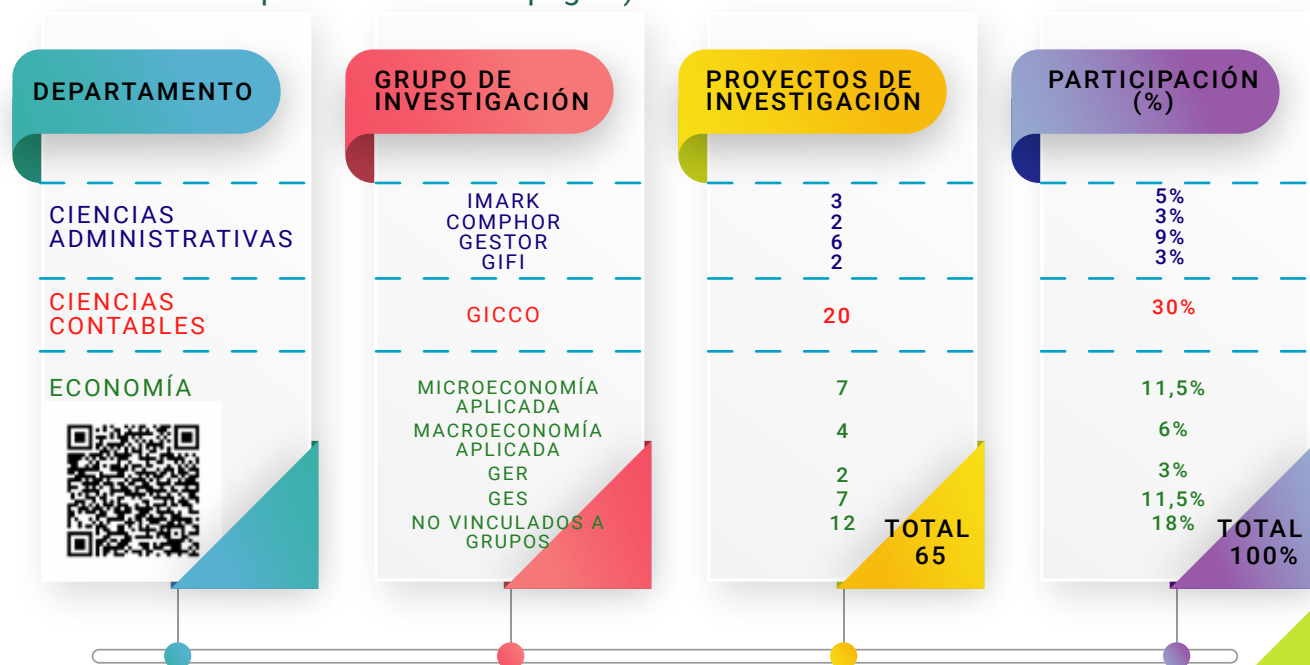 DEPARTAMENTO
GRUPO DE
INVESTIGACIÓN
PROYECTOS DE
INVESTIGACIÓN
PARTICIPACIÓN
(%)
CIENCIAS
ADMINISTRATIVAS
IMARK
COMPHOR
GESTOR
GIFI
3
2
6
2
5%
3%
9%
3%
CIENCIAS
CONTABLES
GICCO
20
30%
ECONOMÍA
MICROECONOMÍA
APLICADA
MACROECONOMÍA
APLICADA
GER
GES
NO VINCULADOS A
GRUPOS
7
4
2
7
12
TOTAL
65
11,5%
6%
3%
11,5%
18%
TOTAL
100%